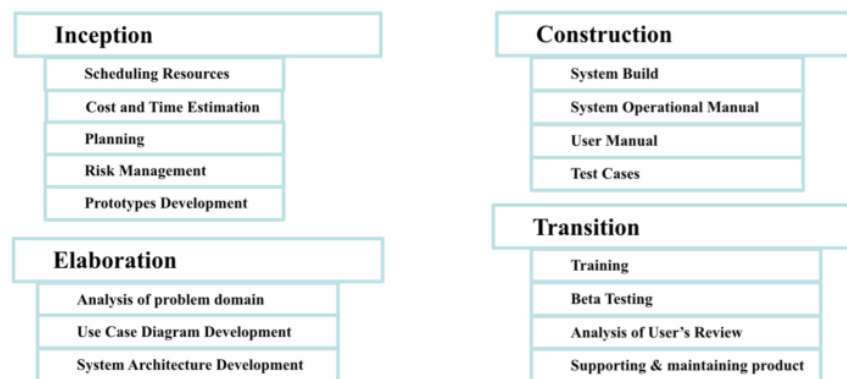 Inception
Scheduling Resources
Cost and Time Estimation
Planning
Risk Management
Prototypes Development
Elaboration
Analysis of problem domain
Use Case Diagram Development
System Architecture Development
Construction
System Build
System Operational Manual
User Manual
Test Cases
Transition
Training
Beta Testing
Analysis of User’s Review
Supporting & maintaining product